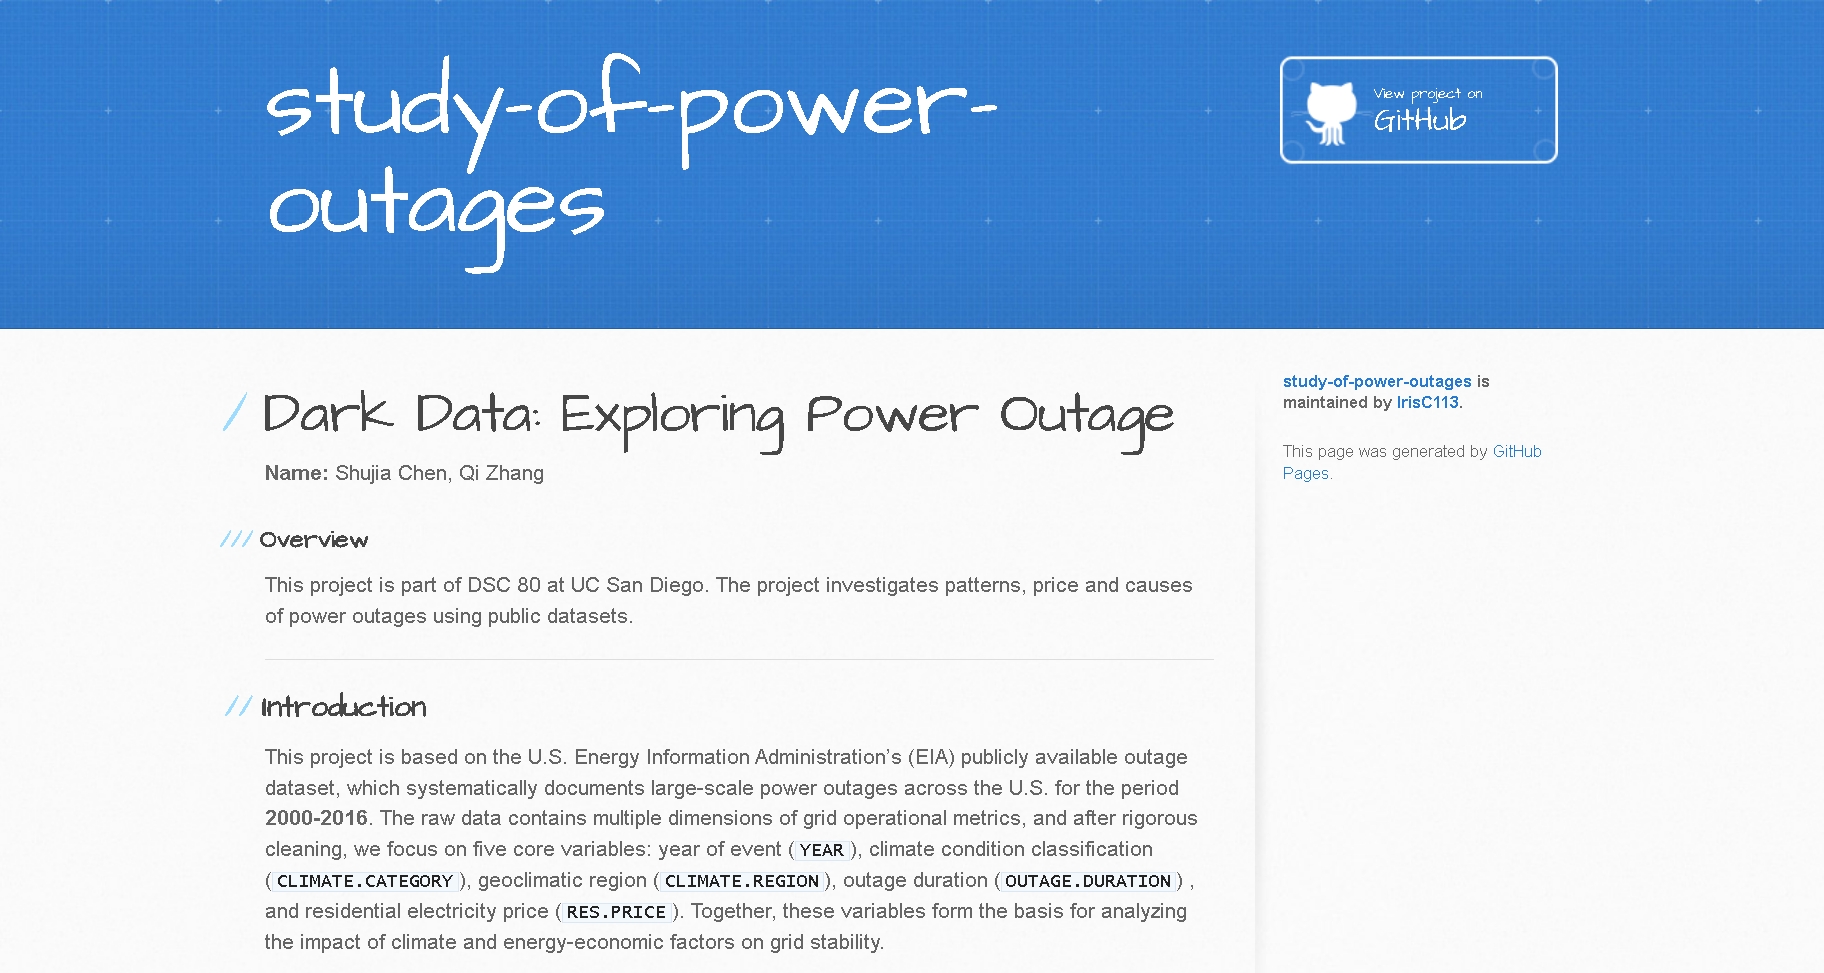 study-of-power-
outages
View project on
GitHub
/ Dark Data: Exploring Power Outage
Name: Shujia Chen, Qi Zhang
/// Overview
This project is part of DSC 80 at UC San Diego. The project investigates patterns, price and causes
of power outages using public datasets.
// Introduction
This project is based on the U.S. Energy Information Administration’s (EIA) publicly available outage
dataset, which systematically documents large-scale power outages across the U.S. for the period
2000-2016. The raw data contains multiple dimensions of grid operational metrics, and after rigorous
cleaning, we focus on five core variables: year of event (YEAR), climate condition classification
(CLIMATE.CATEGORY), geoclimatic region (CLIMATE.REGION), outage duration (OUTAGE.DURATION) ,
and residential electricity price (RES.PRICE). Together, these variables form the basis for analyzing
the impact of climate and energy-economic factors on grid stability.
study-of-power-outages is
maintained by IrisC113.
This page was generated by GitHub
Pages.